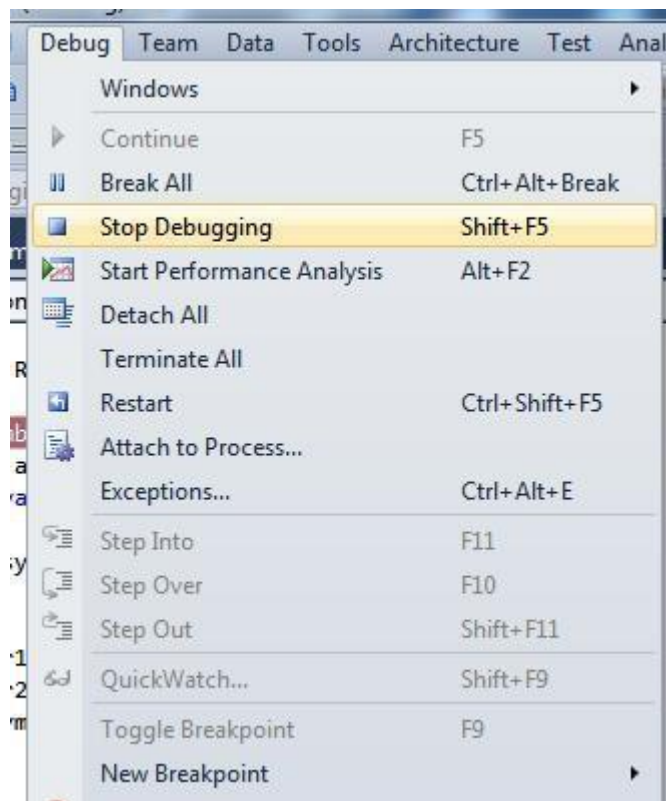 Debug Team Data Tools Architecture Test Anal
Windows
Continue F5
Break All Ctrl+Alt+Break
Stop Debugging Shift+F5
Start Performance Analysis Alt+F2
Detach All
Terminate All
Restart Ctrl+Shift+F5
Attach to Process...
Exceptions... Ctrl+Alt+E
Step Into F11
Step Over F10
Step Out Shift+F11
QuickWatch... Shift+F9
Toggle Breakpoint F9
New Breakpoint